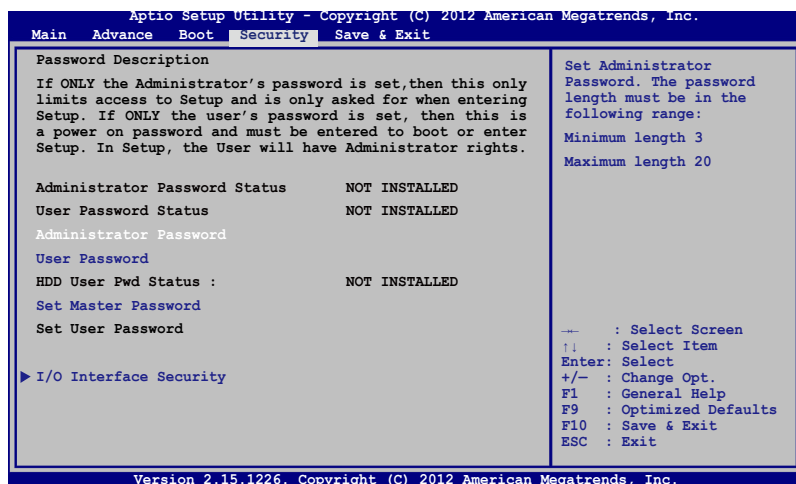 Aptio Setup Utility - Copyright (C) 2012 American Megatrends, Inc.
Main Advance Boot Security Save & Exit
Password Description
If ONLY the Administrator's password is set,then this only
limits access to Setup and is only asked for when entering
Setup. If ONLY the user's password is set, then this is
a power on password and must be entered to boot or enter
Setup. In Setup, the User will have Administrator rights.
Administrator Password Status NOT INSTALLED
User Password Status NOT INSTALLED
Administrator Password
User Password
HDD User Pwd Status : NOT INSTALLED
Set Master Password
Set User Password
▶ I/O Interface Security
Set Administrator
Password. The password
length must be in the
following range:
Minimum length 3
Maximum length 20
→← : Select Screen
↑↓ : Select Item
Enter: Select
+/— : Change Opt.
F1 : General Help
F9 : Optimized Defaults
F10 : Save & Exit
ESC : Exit
Version 2.15.1226. Copyright (C) 2012 American Megatrends, Inc.